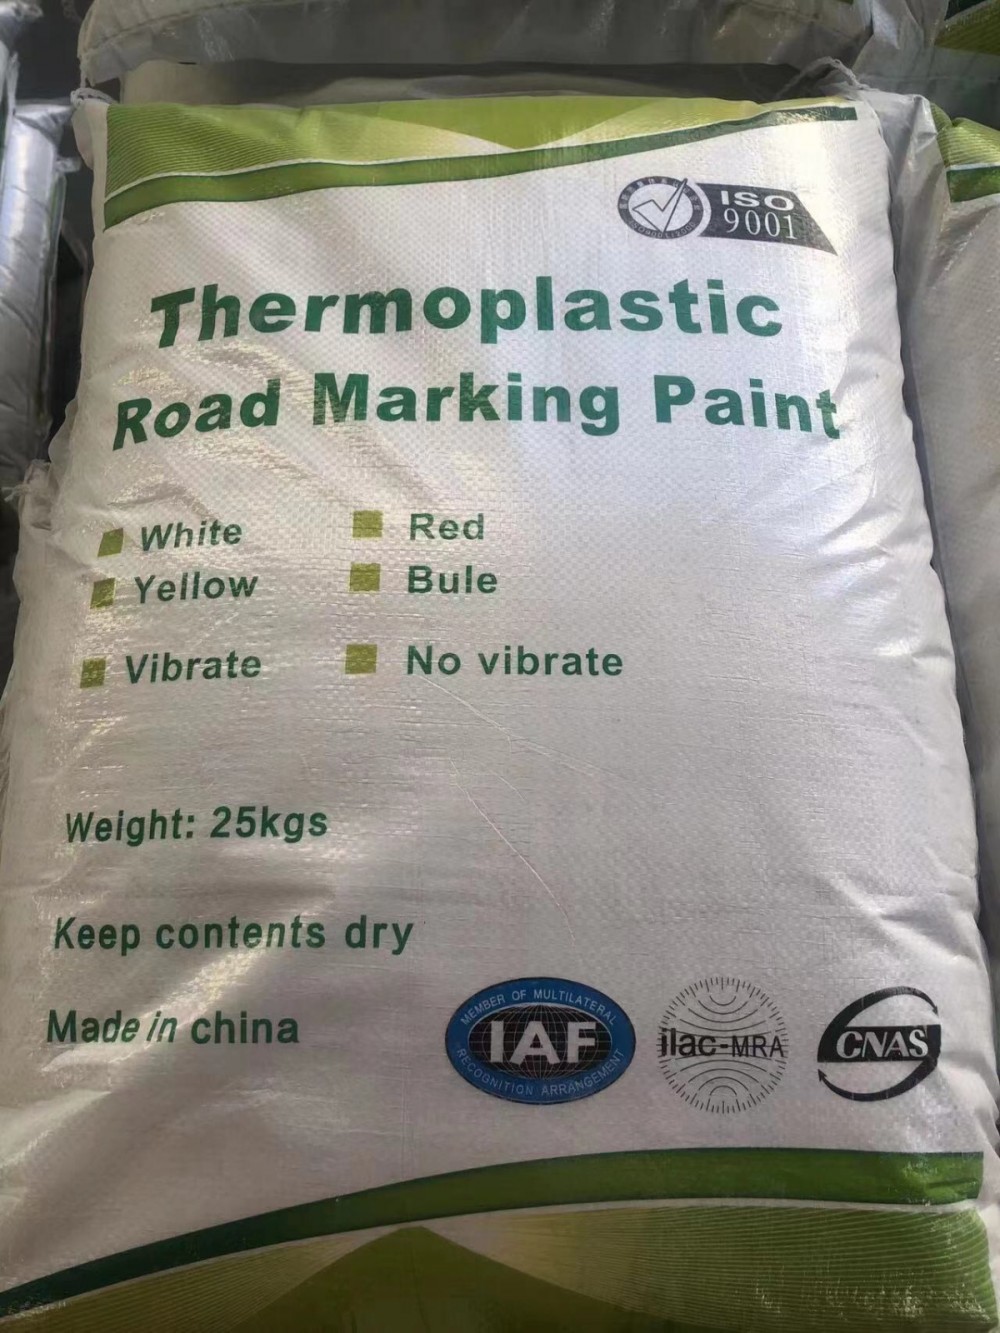 ISO
9001
Thermoplastic
Road Marking Paint
White
Red
Yellow
Bule
Vibrate
No vibrate
Weight: 25kgs
Keep contents dry
Made in china
MEMBER OF MULTILATERAL
IAF
RECOGNITION ARRANGEMENT
ilac-MRA
CNAS